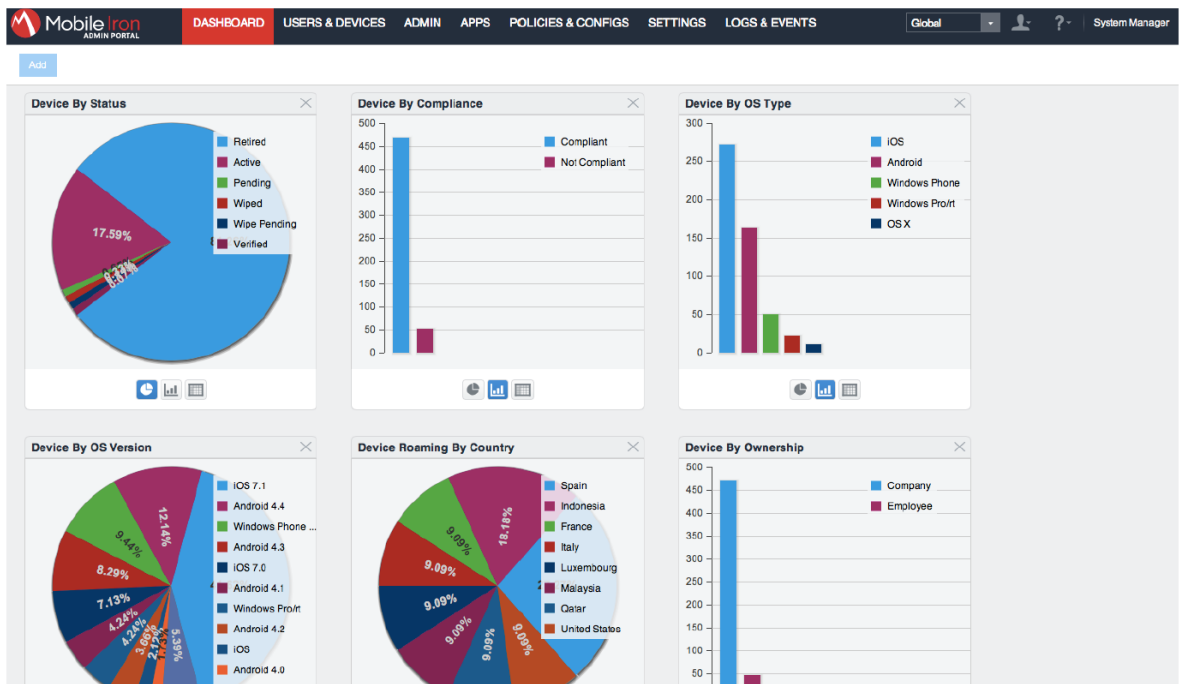 MobileIron
ADMIN PORTAL
DASHBOARD USERS & DEVICES ADMIN APPS POLICIES & CONFIGS SETTINGS LOGS & EVENTS Global ? System Manager
Add
Device By Status
Retired
Active
Pending
Wiped
Wipe Pending
Verified
17.59%
Device By Compliance
500
450
400
350
300
250
200
150
100
50
0
Compliant
Not Compliant
Device By OS Type
300
250
200
150
100
50
0
iOS
Android
Windows Phone
Windows Pro/rt
OS X
Device By OS Version
iOS 7.1
Android 4.4
Windows Phone ...
Android 4.3
iOS 7.0
Android 4.1
Windows Pro/rt
Android 4.2
iOS
Android 4.0
12.14%
9.44%
8.29%
7.13%
4.24%
4.24%
3.66%
2.12%
5.39%
Device Roaming By Country
Spain
Indonesia
France
Italy
Luxembourg
Malaysia
Qatar
United States
18.18%
9.09%
9.09%
9.09%
9.09%
9.09%
9.09%
Device By Ownership
500
450
400
350
300
250
200
150
100
50
Company
Employee